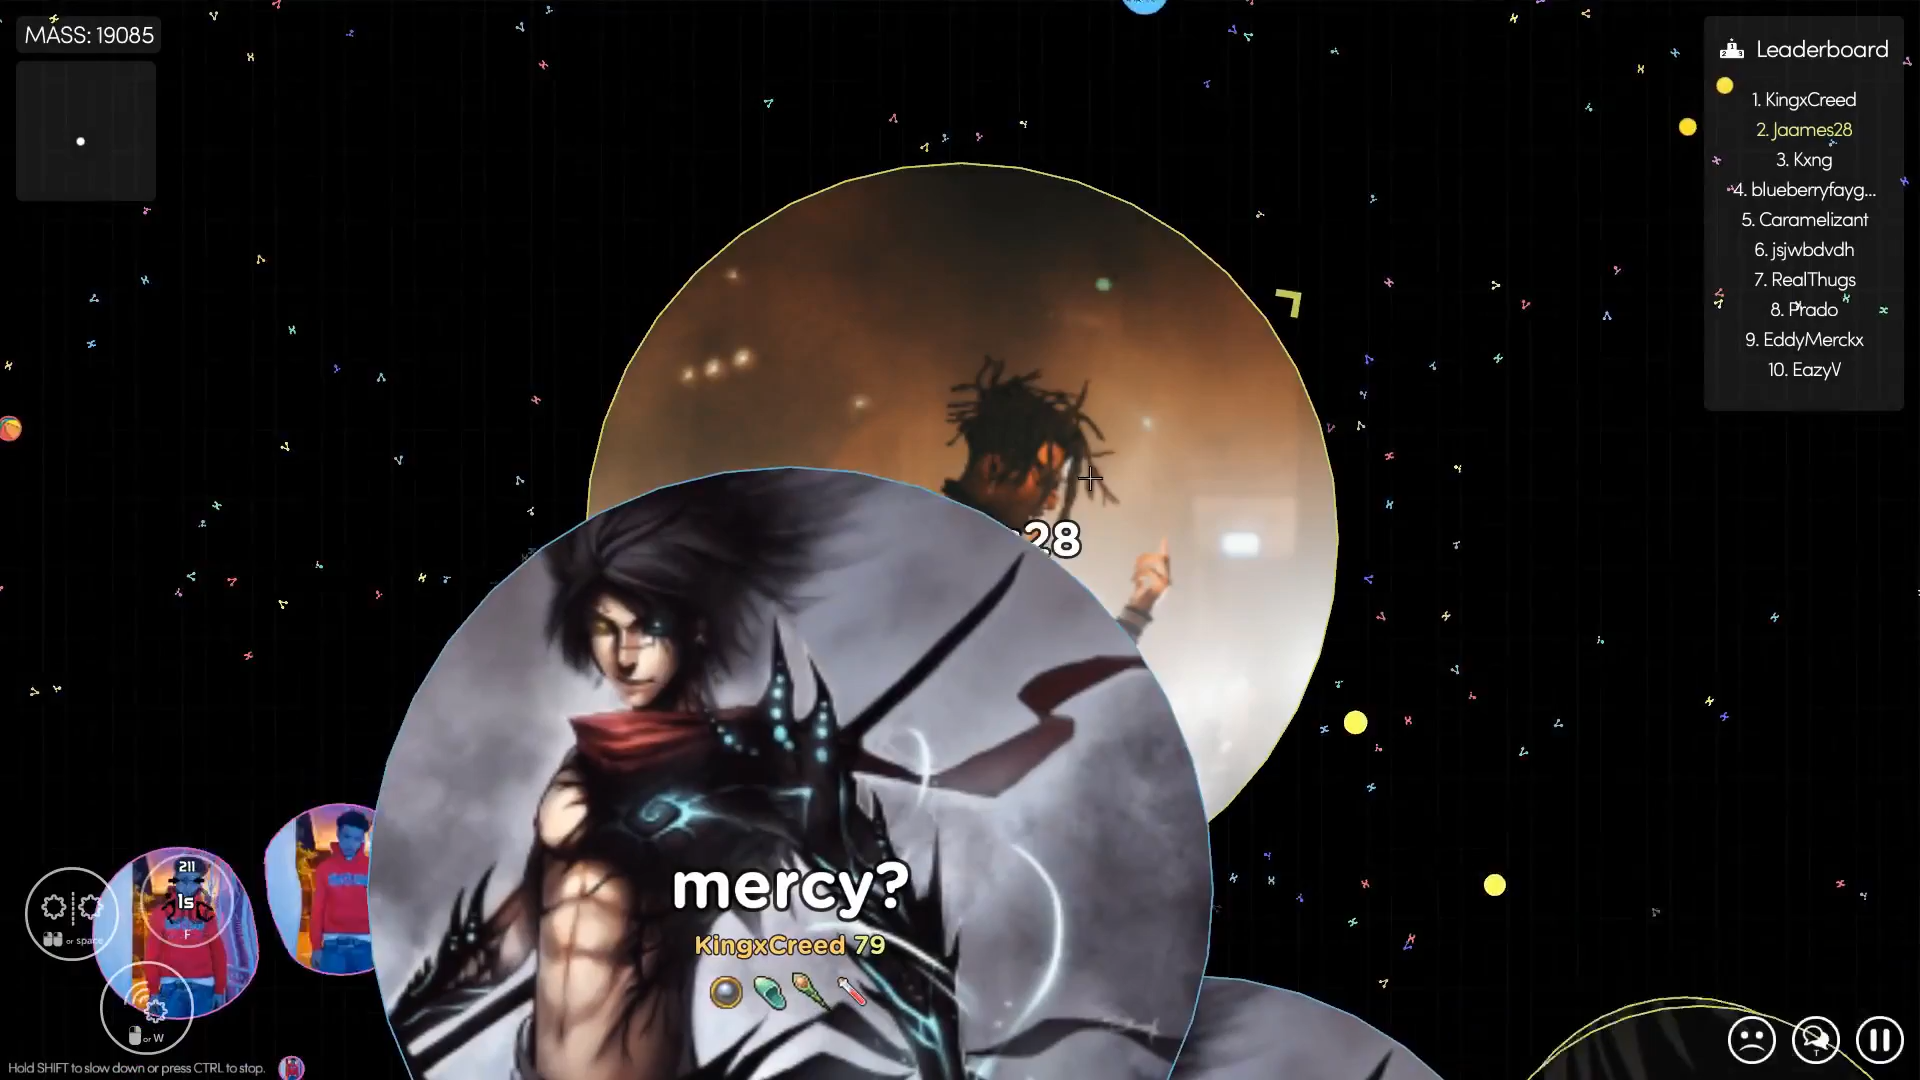 MASS: 19085
Leaderboard
1. KingxCreed
2. Jaames28
3. Kxng
4. blueberryfayg...
5. Caramelizant
6. jsjwbdvdh
7. RealThugs
8. Prado
9. EddyMerckx
10. EazyV
28
mercy?
KingxCreed 79
211
1s
F
or space
or W
T
Hold SHIFT to slow down or press CTRL to stop.